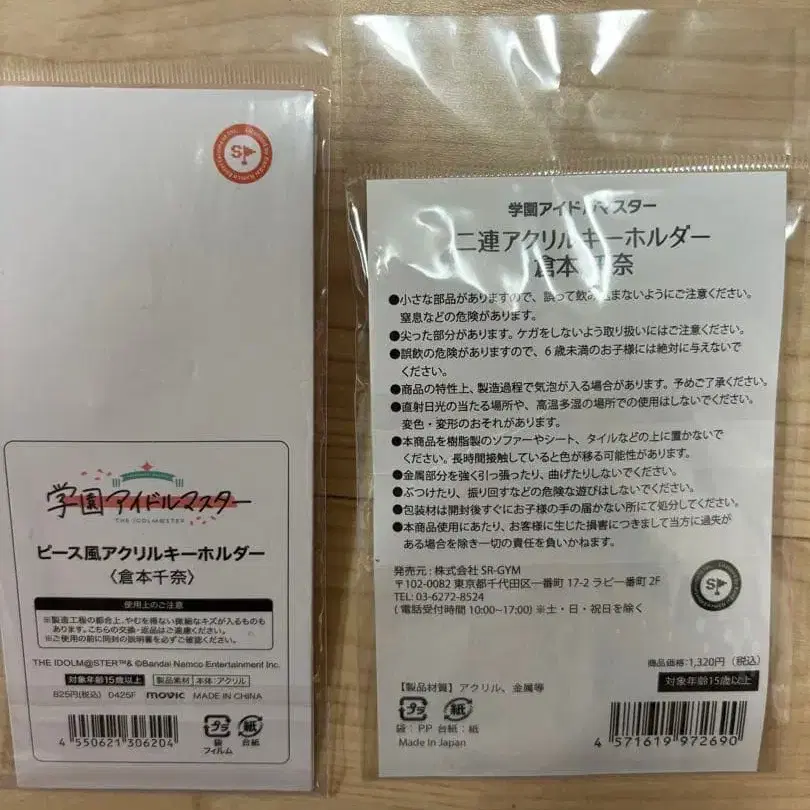 学園アイドルマスター
THE IDOLM@STER
ピース風アクリルキーホルダー
〈倉本千奈〉
使用上のご注意
※製造工程の都合上、やむを得ない微細なキズが入るものも
あります。こちらの交換・返品はご遠慮ください。
※ご使用の前に同封の説明書を必ずご確認ください。
THE IDOLM@STER™& ©Bandai Namco Entertainment Inc.
対象年齢15歳以上 製品素材 本体:アクリル
825円(税込) D425F movic MADE IN CHINA
4 550621 306204
プラ 紙
袋 台紙
フィルム
学園アイドルマスター
二連アクリルキーホルダー
倉本千奈
●小さな部品がありますので、誤って飲み込まないようにご注意ください。
窒息などの危険があります。
●尖った部分があります。ケガをしないよう取り扱いにはご注意ください。
●誤飲の危険がありますので、6歳未満のお子様には絶対に与えないで
ください。
●商品の特性上、製造過程で気泡が入る場合があります。予めご了承ください。
●直射日光の当たる場所や、高温多湿の場所での使用はしないでください。
変色・変形のおそれがあります。
●本商品を樹脂製のソファーやシート、タイルなどの上に置かないで
ください。長時間接触していると色が移る可能性があります。
●金属部分を強く引っ張ったり、曲げたりしないでください。
●ぶつけたり、振り回すなどの危険な遊びはしないでください。
●包装材は開封後すぐにお子様の手の届かない所にて処分してください。
●本商品使用にあたり、お客様に生じた損害につきまして当方に過失が
ある場合を除き一切の責任を負いかねます。
発売元:株式会社 SR-GYM
〒102-0082 東京都千代田区一番町 17-2 ラビー一番町 2F
TEL: 03-6272-8524
(電話受付時間 10:00~17:00) ※土・日・祝日を除く
商品価格:1,320円(税込)
対象年齢15歳以上
【製品材質】アクリル、金属等
プラ 紙
袋:PP 台紙:紙
Made In Japan
4 571619 972690